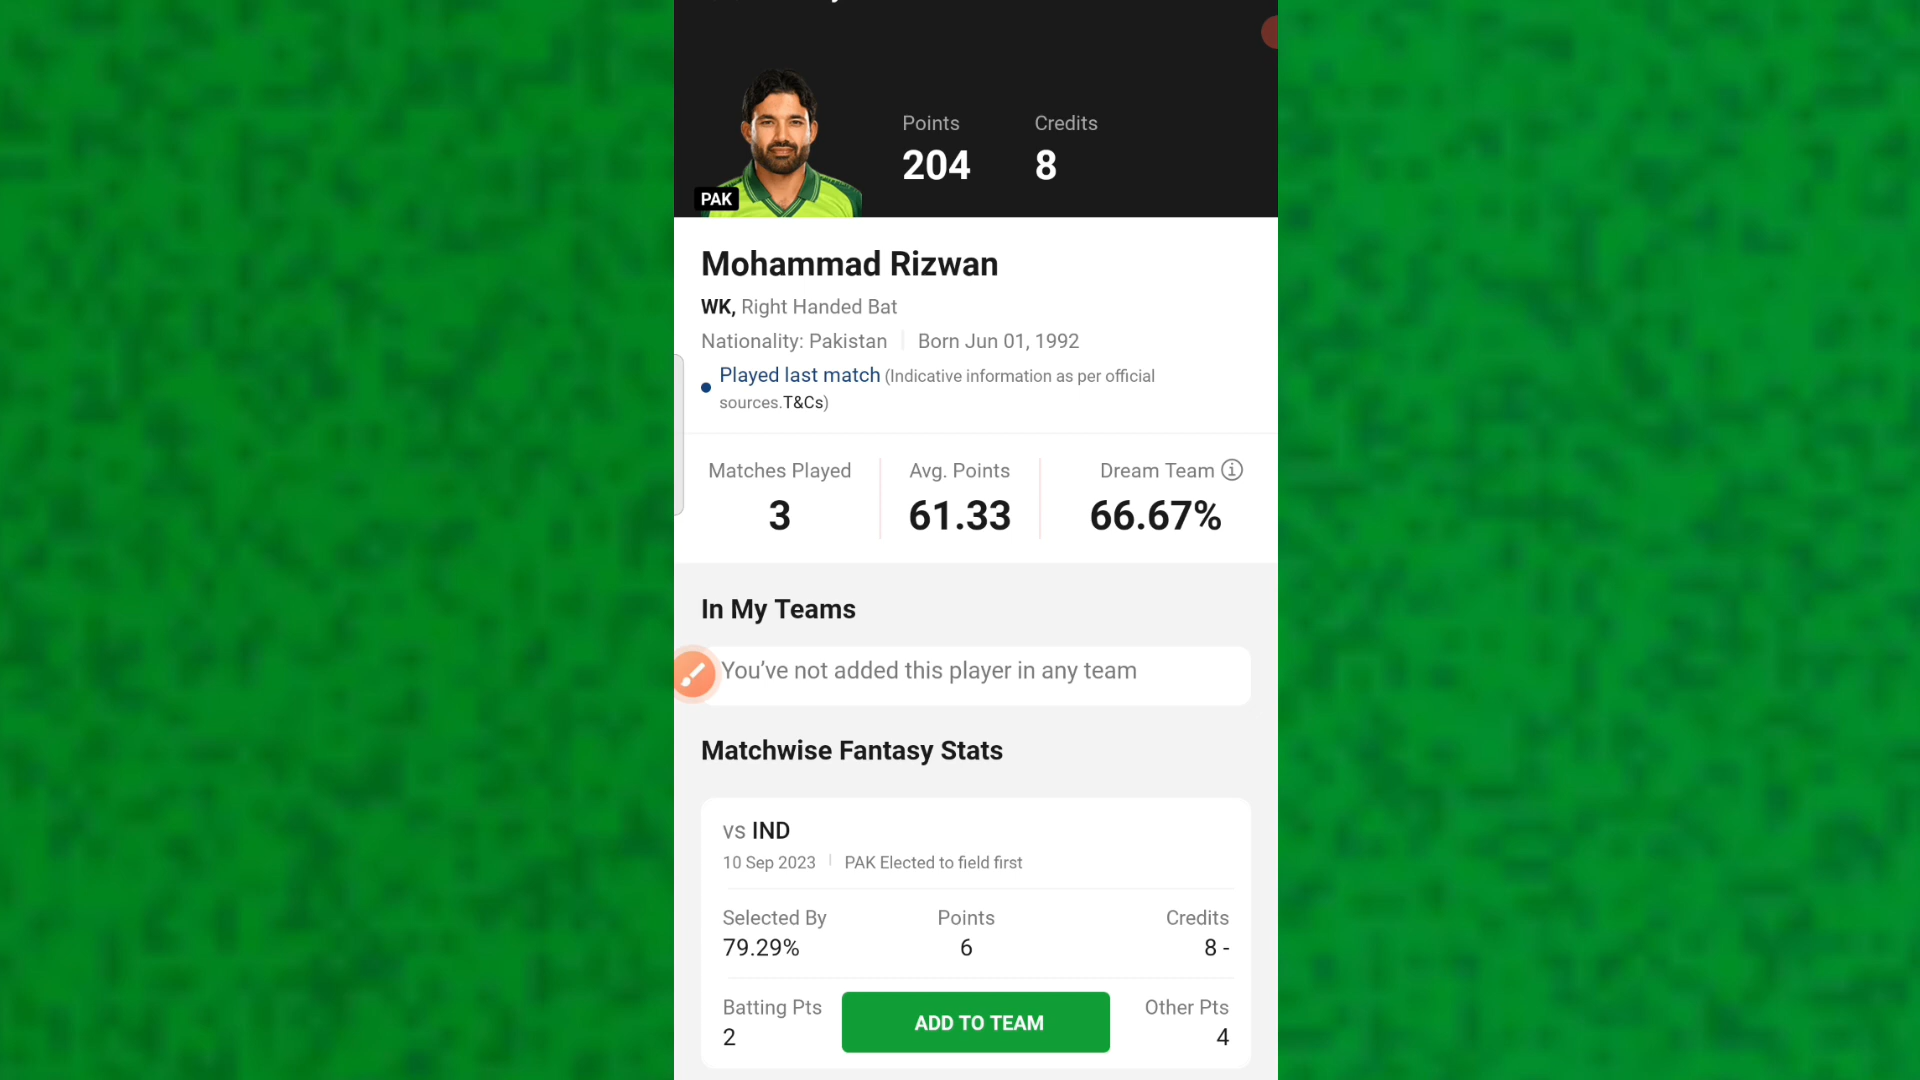 Points Credits
204 8
PAK
Mohammad Rizwan
WK, Right Handed Bat
Nationality: Pakistan Born Jun 01, 1992
Played last match (Indicative information as per official
sources.T&Cs)
Matches Played Avg. Points Dream Team
3 61.33 66.67%
In My Teams
You’ve not added this player in any team
Matchwise Fantasy Stats
vs IND
10 Sep 2023 PAK Elected to field first
Selected By Points Credits
79.29% 6 8 -
Batting Pts ADD TO TEAM Other Pts
2 4